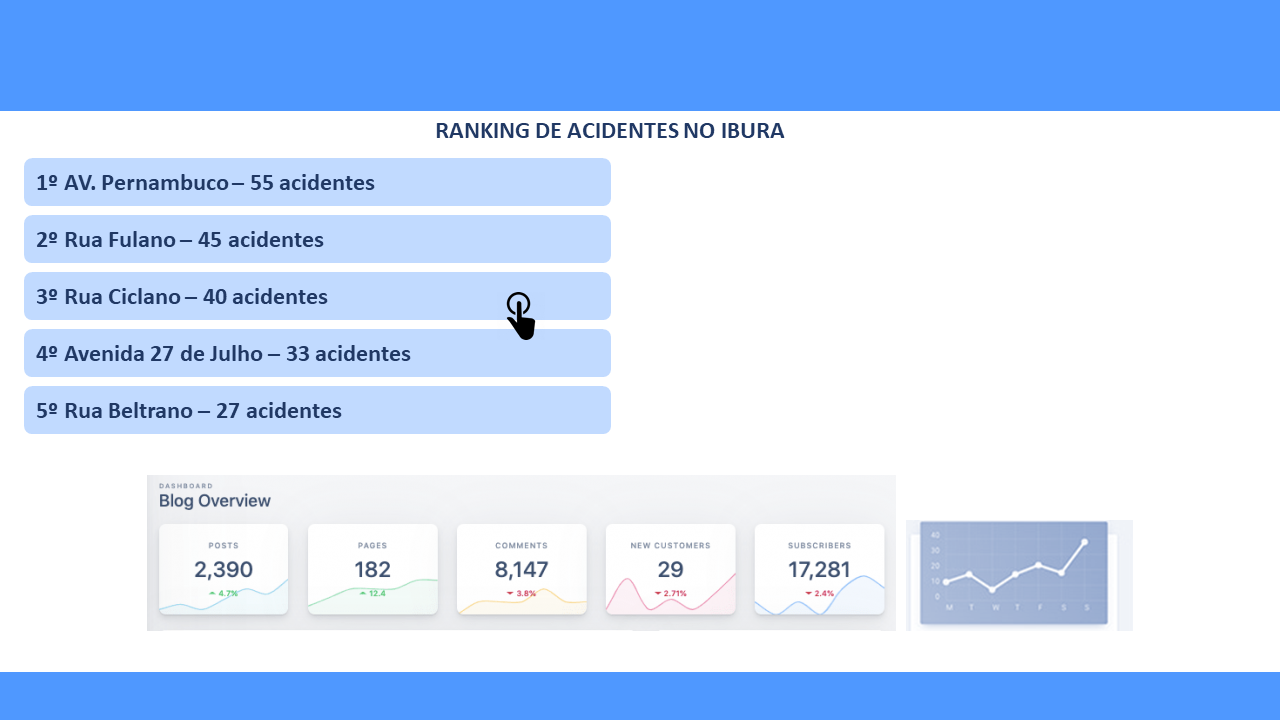 RANKING DE ACIDENTES NO IBURA
1º AV. Pernambuco – 55 acidentes
2º Rua Fulano – 45 acidentes
3º Rua Ciclano – 40 acidentes
4º Avenida 27 de Julho – 33 acidentes
5º Rua Beltrano – 27 acidentes
DASHBOARD
Blog Overview
POSTS
2,390
4.7%
PAGES
182
12.4
COMMENTS
8,147
3.8%
NEW CUSTOMERS
29
2.71%
SUBSCRIBERS
17,281
2.4%
40
30
20
10
0
M T W T F S S